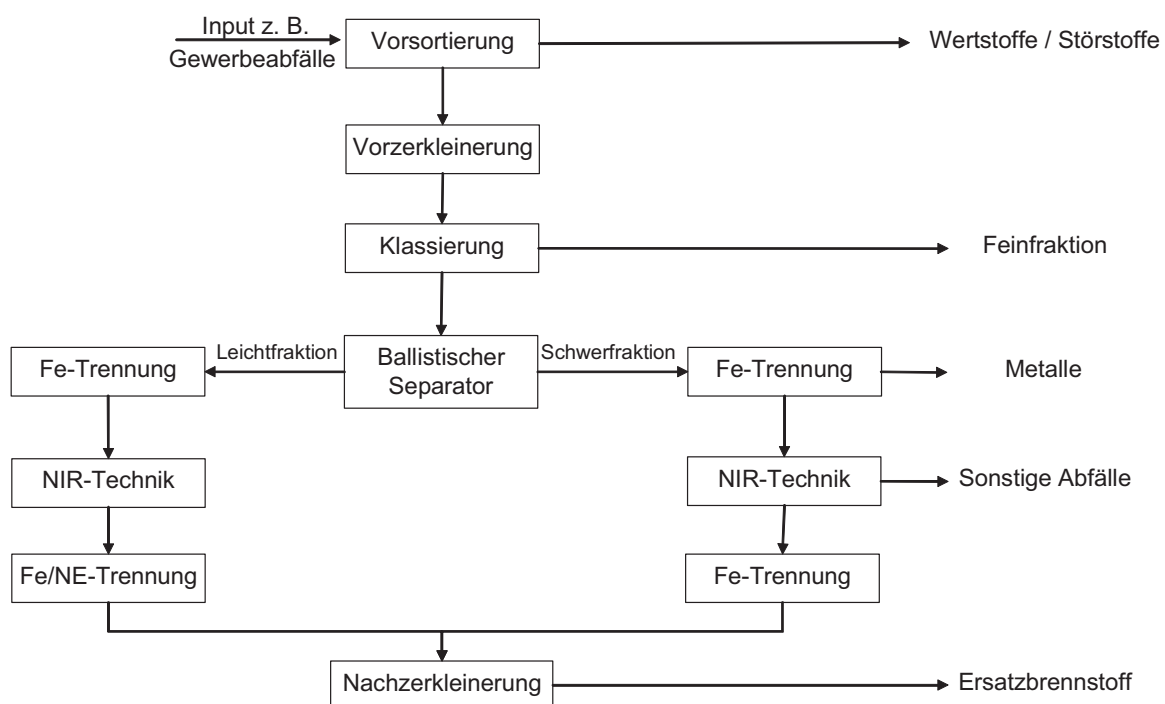 Input z. B.
Gewerbeabfälle
Vorsortierung
Wertstoffe / Störstoffe
Vorzerkleinerung
Klassierung
Feinfraktion
Fe-Trennung
Leichtfraktion
Ballistischer
Separator
Schwerfraktion
Fe-Trennung
Metalle
NIR-Technik
NIR-Technik
Sonstige Abfälle
Fe/NE-Trennung
Fe-Trennung
Nachzerkleinerung
Ersatzbrennstoff